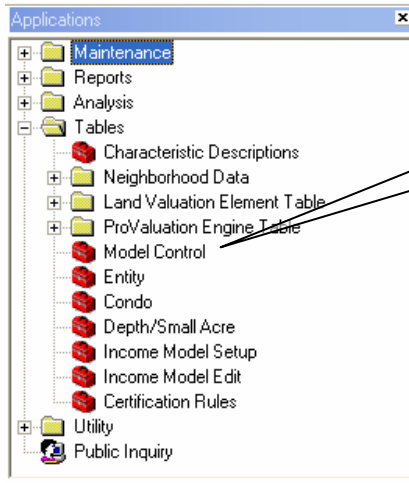 Applications
Maintenance
Reports
Analysis
Tables
Characteristic Descriptions
Neighborhood Data
Land Valuation Element Table
ProValuation Engine Table
Model Control
Entity
Condo
Depth/Small Acre
Income Model Setup
Income Model Edit
Certification Rules
Utility
Public Inquiry